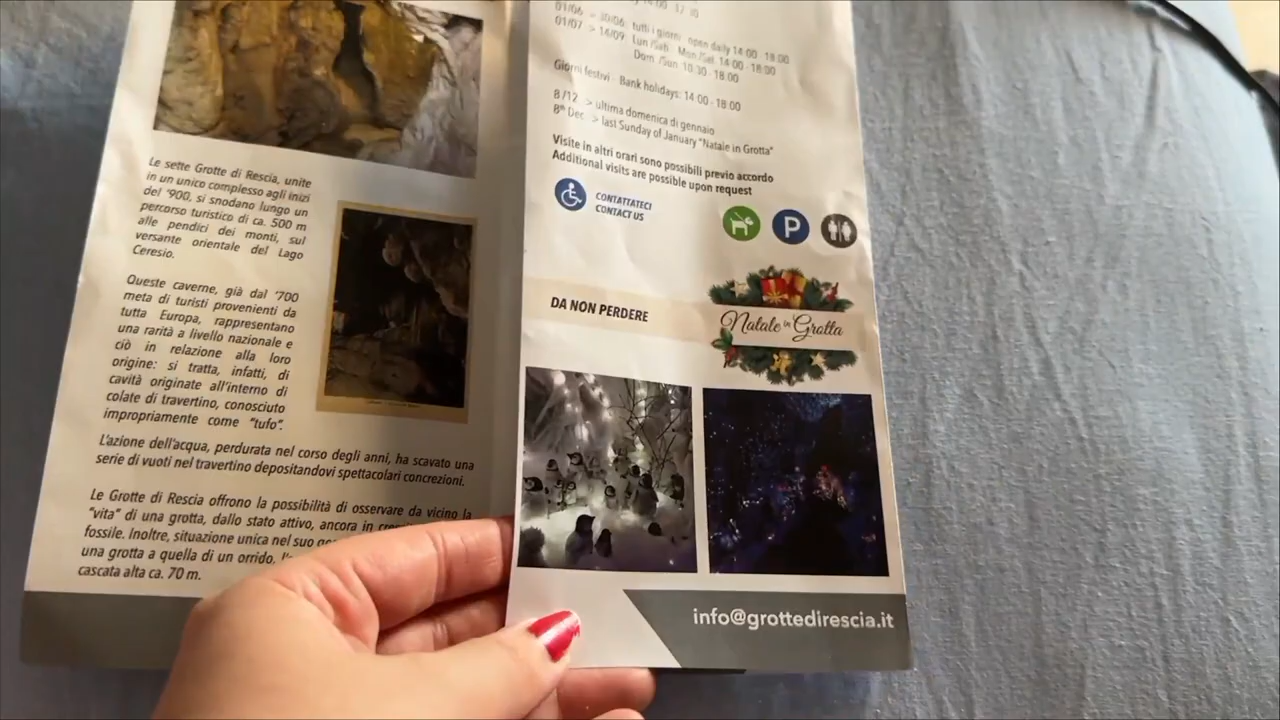 Le sette Grotte di Rescia, unite
in un unico complesso agli inizi
del '900, si snodano lungo un
percorso turistico di ca. 500 m
alle pendici dei monti, sul
versante orientale del Lago
Ceresio.
Queste caverne, già dal '700
meta di turisti provenienti da
tutta Europa, rappresentano
una rarità a livello nazionale e
ciò in relazione alla loro
origine: si tratta, infatti, di
cavità originate all'interno di
colate di travertino, conosciuto
impropriamente come "tufo".
L'azione dell'acqua, perdurata nel corso degli anni, ha scavato una
serie di vuoti nel travertino depositandovi spettacolari concrezioni.
Le Grotte di Rescia offrono la possibilità di osservare da vicino la
"vita" di una grotta, dallo stato attivo, ancora in
fossile. Inoltre, situazione unica nel suo
una grotta a quella di un orrido,
cascata alta ca. 70 m.
01/06 - 30/06: tutti i giorni - open daily 14:00 - 18:00
01/07 > 14/09: Lun./Sab. - Mon./Sat. 14:00 - 18:00
Dom. /Sun. 10:30 - 18:00
Giorni festivi - Bank holidays: 14:00 - 18:00
8 /12 > ultima domenica di gennaio
8th Dec > last Sunday of January "Natale in Grotta"
Visite in altri orari sono possibili previo accordo
Additional visits are possible upon request
CONTATTATECI
CONTACT US
P
DA NON PERDERE
Natale in Grotta
info@grottedirescia.it